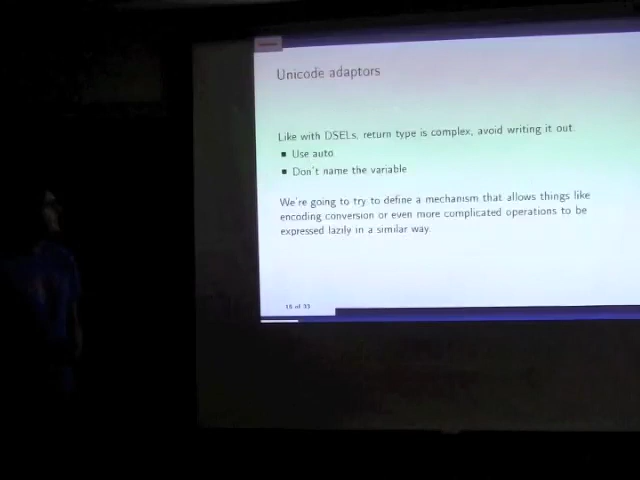 Unicode adaptors
Like with DSELs, return type is complex, avoid writing it out.
Use auto
Don't name the variable
We're going to try to define a mechanism that allows things like
encoding conversion or even more complicated operations to be
expressed lazily in a similar way.
16 of 33